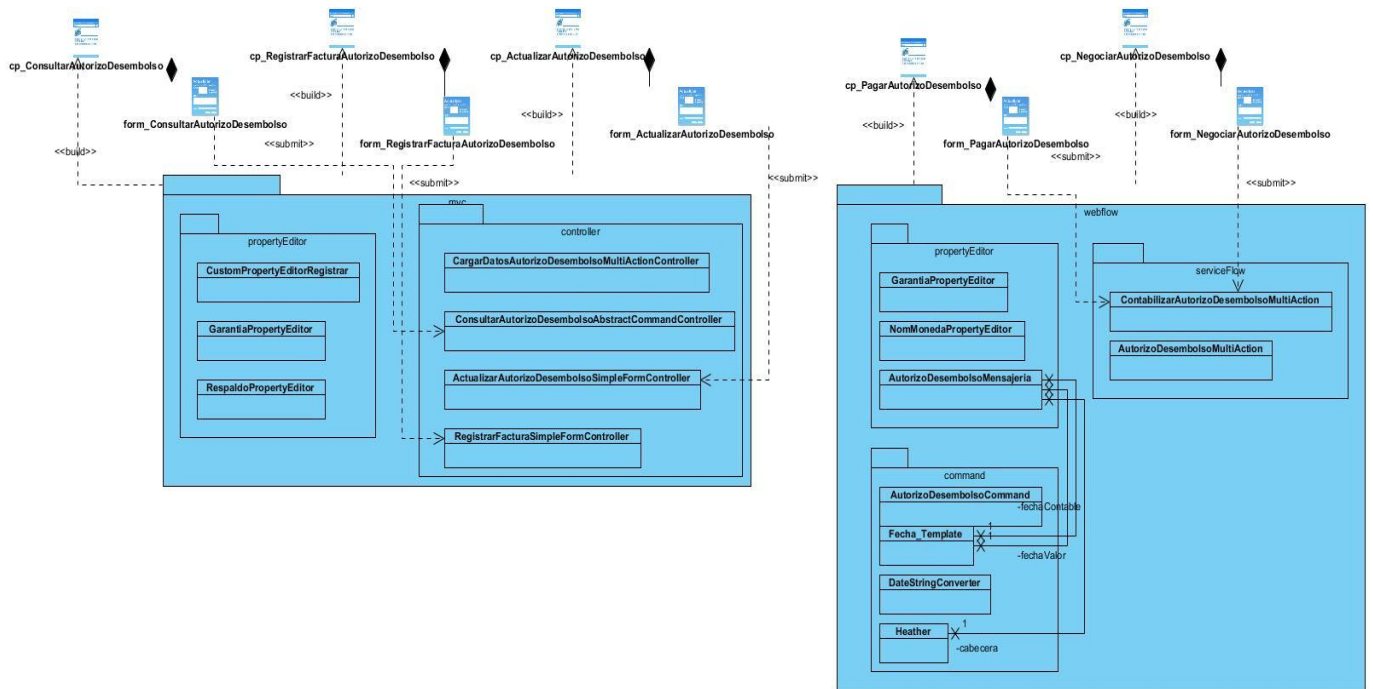 cp_ConsultarAutorizoDesembolso
form_ConsultarAutorizoDesembolso
<<build>>
<<submit>>
cp_RegistrarFacturaAutorizoDesembolso
<<build>>
form_RegistrarFacturaAutorizoDesembolso
<<submit>>
cp_ActualizarAutorizoDesembolso
<<build>>
form_ActualizarAutorizoDesembolso
<<submit>>
mvc
propertyEditor
CustomPropertyEditorRegistrar
GarantiaPropertyEditor
RespaldoPropertyEditor
controller
CargarDatosAutorizoDesembolsoMultiActionController
ConsultarAutorizoDesembolsoAbstractCommandController
ActualizarAutorizoDesembolsoSimpleFormController
RegistrarFacturaSimpleFormController
cp_PagarAutorizoDesembolso
<<build>>
form_PagarAutorizoDesembolso
<<submit>>
cp_NegociarAutorizoDesembolso
<<build>>
form_NegociarAutorizoDesembolso
<<submit>>
webflow
propertyEditor
GarantiaPropertyEditor
NomMonedaPropertyEditor
AutorizoDesembolsoMensajeria
serviceFlow
ContabilizarAutorizoDesembolsoMultiAction
AutorizoDesembolsoMultiAction
command
AutorizoDesembolsoCommand
-fechaContable
1
Fecha_Template
1
-fechaValor
DateStringConverter
Heather
1
-cabecera